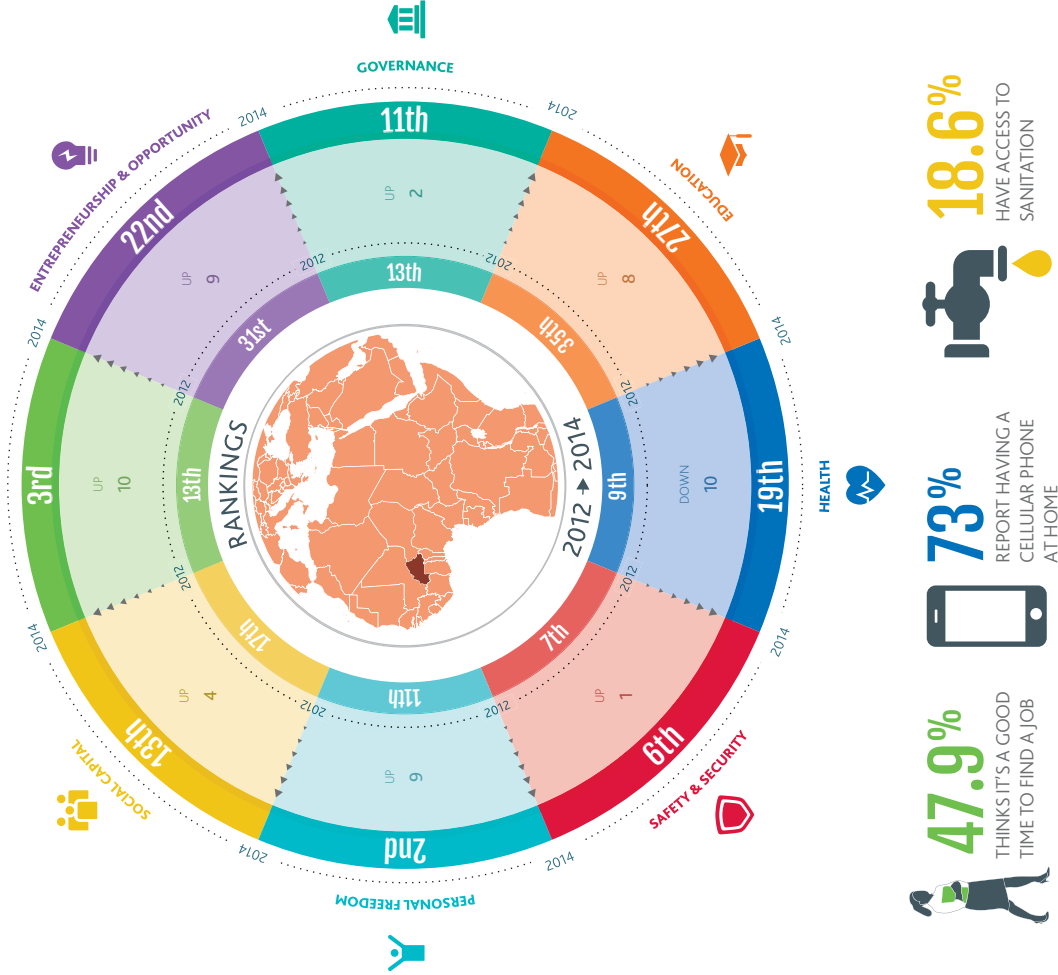 RANKINGS
2012 ▶ 2014
GOVERNANCE
2014
11th
UP
2
2012
13th
EDUCATION
2014
27th
UP
8
2012
35th
HEALTH
2014
19th
DOWN
10
2012
9th
SAFETY & SECURITY
2014
6th
UP
1
2012
7th
PERSONAL FREEDOM
2014
2nd
UP
9
2012
11th
SOCIAL CAPITAL
2014
13th
UP
4
2012
17th
2014
3rd
UP
10
2012
13th
ENTREPRENEURSHIP & OPPORTUNITY
2014
22nd
UP
9
2012
31st
47.9%
THINKS IT'S A GOOD
TIME TO FIND A JOB
73%
REPORT HAVING A
CELLULAR PHONE
AT HOME
18.6%
HAVE ACCESS TO
SANITATION